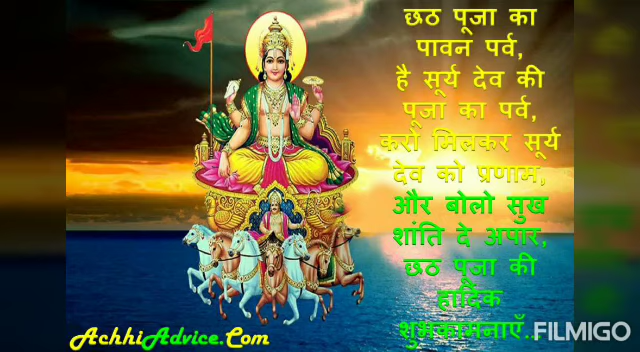 छठ पूजा का
पावन पर्व,
है सूर्य देव की
पूजा का पर्व,
करो मिलकर सूर्य
देव को प्रणाम,
और बोलो सुख
शांति दे अपार,
छठ पूजा की
हार्दिक
शुभकामनाएँ...
AchhiAdvice.Com
FILMIGO